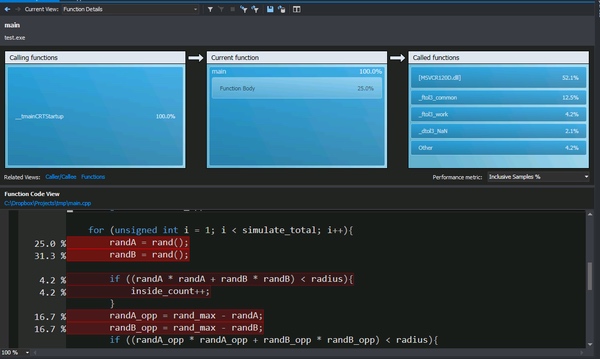 Current View: Function Details
main
test.exe
Calling functions
Current function
Called functions
__tmainCRTStartup 100.0%
main 100.0%
Function Body 25.0%
[MSVCR120D.dll] 52.1%
_ftol3_common 12.5%
_ftol3_work 4.2%
_dtol3_NaN 2.1%
Other 4.2%
Related Views: Caller/Callee Functions
Performance metric: Inclusive Samples %
Function Code View
C:\Dropbox\Projects\tmp\main.cpp
for (unsigned int i = 1; i < simulate_total; i++){
25.0 % randA = rand();
31.3 % randB = rand();
4.2 % if ((randA * randA + randB * randB) < radius){
4.2 % inside_count++;
}
16.7 % randA_opp = rand_max - randA;
16.7 % randB_opp = rand_max - randB;
if ((randA_opp * randA_opp + randB_opp * randB_opp) < radius){
100 %